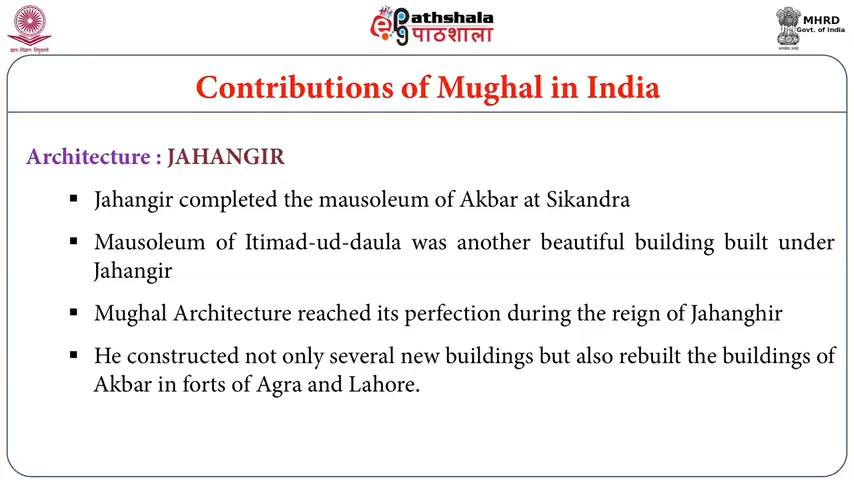 ePathshala
पाठशाला
MHRD
Govt. of India
Contributions of Mughal in India
Architecture : JAHANGIR
▪ Jahangir completed the mausoleum of Akbar at Sikandra
▪ Mausoleum of Itimad-ud-daula was another beautiful building built under
Jahangir
▪ Mughal Architecture reached its perfection during the reign of Jahanghir
▪ He constructed not only several new buildings but also rebuilt the buildings of
Akbar in forts of Agra and Lahore.